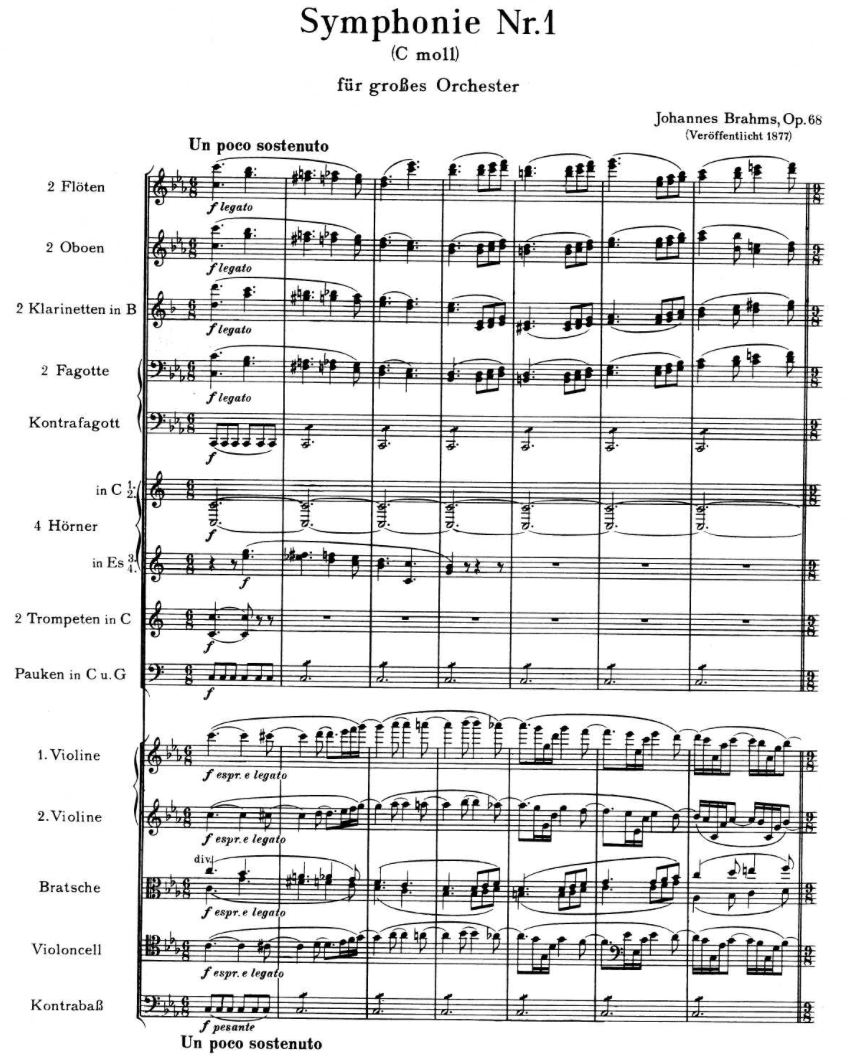 Symphonie Nr.1
(C moll)
für großes Orchester
Johannes Brahms, Op. 68
(Veröffentlicht 1877)
Un poco sostenuto
2 Flöten
f legato
2 Oboen
f legato
2 Klarinetten in B
f legato
2 Fagotte
f legato
Kontrafagott
f
in C 1. 2.
f
4 Hörner
in Es 3. 4.
f
2 Trompeten in C
f
Pauken in C u. G
f
1. Violine
f espr. e legato
2. Violine
f espr. e legato
div.
Bratsche
f espr. e legato
Violoncell
f espr. e legato
Kontrabaß
f pesante
Un poco sostenuto